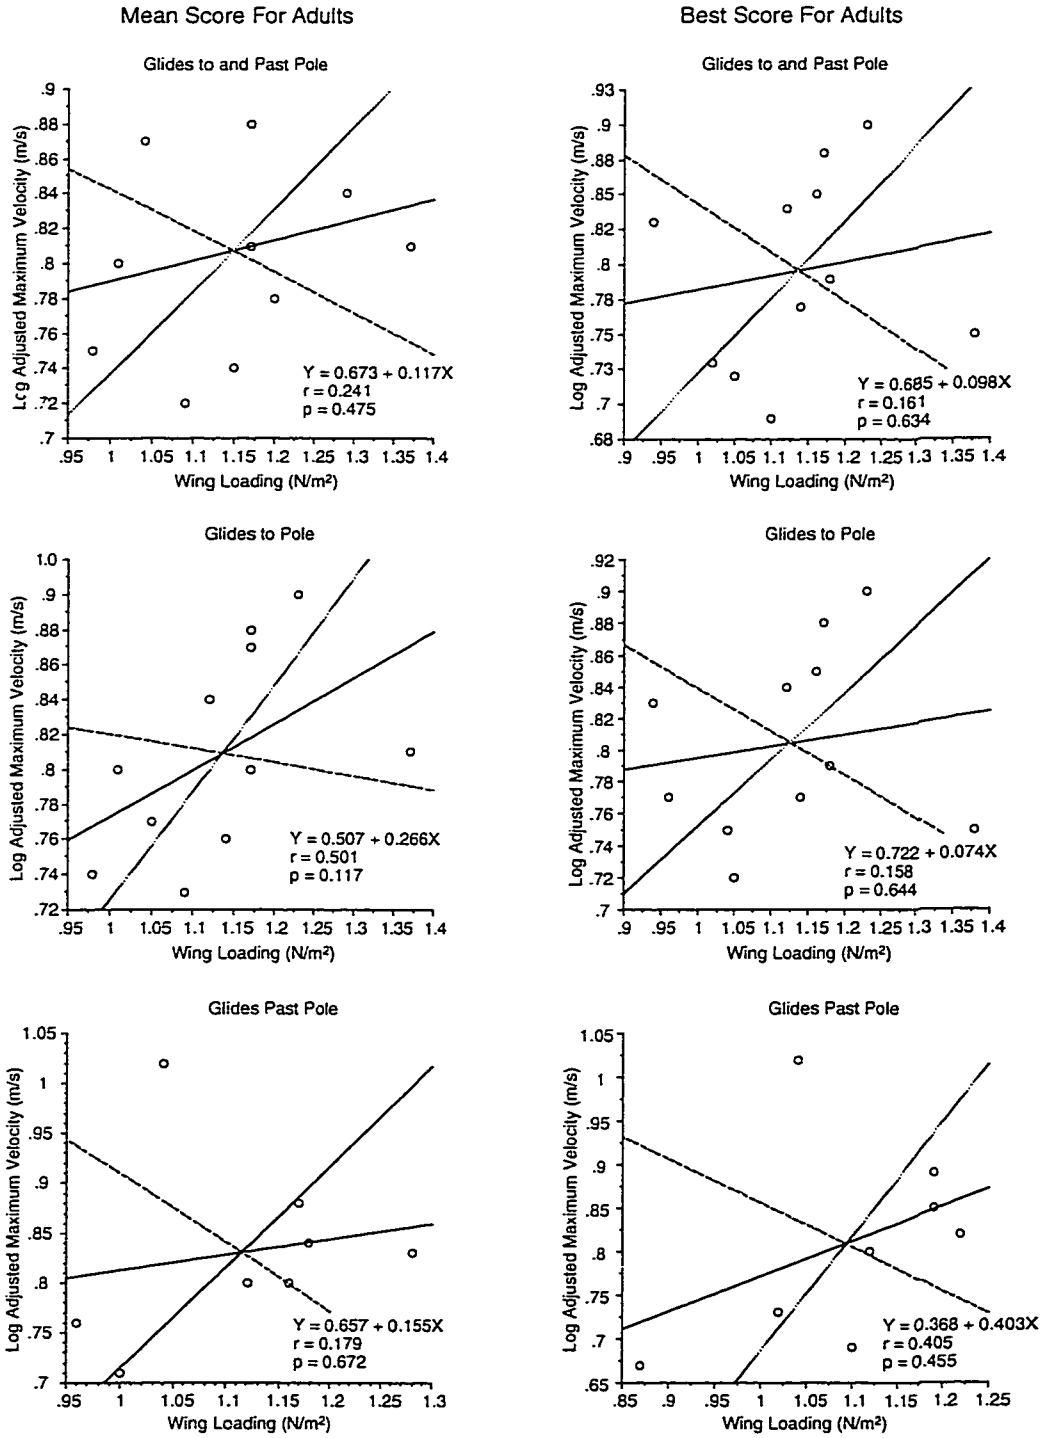 Mean Score For Adults
Best Score For Adults
Glides to and Past Pole
Log Adjusted Maximum Velocity (m/s)
.9
.88
.86
.84
.82
.8
.78
.76
.74
.72
.7
Y = 0.673 + 0.117X
r = 0.241
p = 0.475
.95 1 1.05 1.1 1.15 1.2 1.25 1.3 1.35 1.4
Wing Loading (N/m²)
Glides to and Past Pole
Log Adjusted Maximum Velocity (m/s)
.93
.9
.88
.85
.82
.8
.78
.75
.73
.7
.68
Y = 0.685 + 0.098X
r = 0.161
p = 0.634
.9 .95 1 1.05 1.1 1.15 1.2 1.25 1.3 1.35 1.4
Wing Loading (N/m²)
Glides to Pole
Log Adjusted Maximum Velocity (m/s)
1.0
.9
.88
.86
.84
.82
.8
.78
.76
.74
.72
Y = 0.507 + 0.266X
r = 0.501
p = 0.117
.95 1 1.05 1.1 1.15 1.2 1.25 1.3 1.35 1.4
Wing Loading (N/m²)
Glides to Pole
Log Adjusted Maximum Velocity (m/s)
.92
.9
.88
.86
.84
.82
.8
.78
.76
.74
.72
.7
Y = 0.722 + 0.074X
r = 0.158
p = 0.644
.9 .95 1 1.05 1.1 1.15 1.2 1.25 1.3 1.35 1.4
Wing Loading (N/m²)
Glides Past Pole
Log Adjusted Maximum Velocity (m/s)
1.05
1
.95
.9
.85
.8
.75
.7
Y = 0.657 + 0.155X
r = 0.179
p = 0.672
.95 1 1.05 1.1 1.15 1.2 1.25 1.3
Wing Loading (N/m²)
Glides Past Pole
Log Adjusted Maximum Velocity (m/s)
1.05
1
.95
.9
.85
.8
.75
.7
.65
Y = 0.368 + 0.403X
r = 0.405
p = 0.455
.85 .9 .95 1 1.05 1.1 1.15 1.2 1.25
Wing Loading (N/m²)